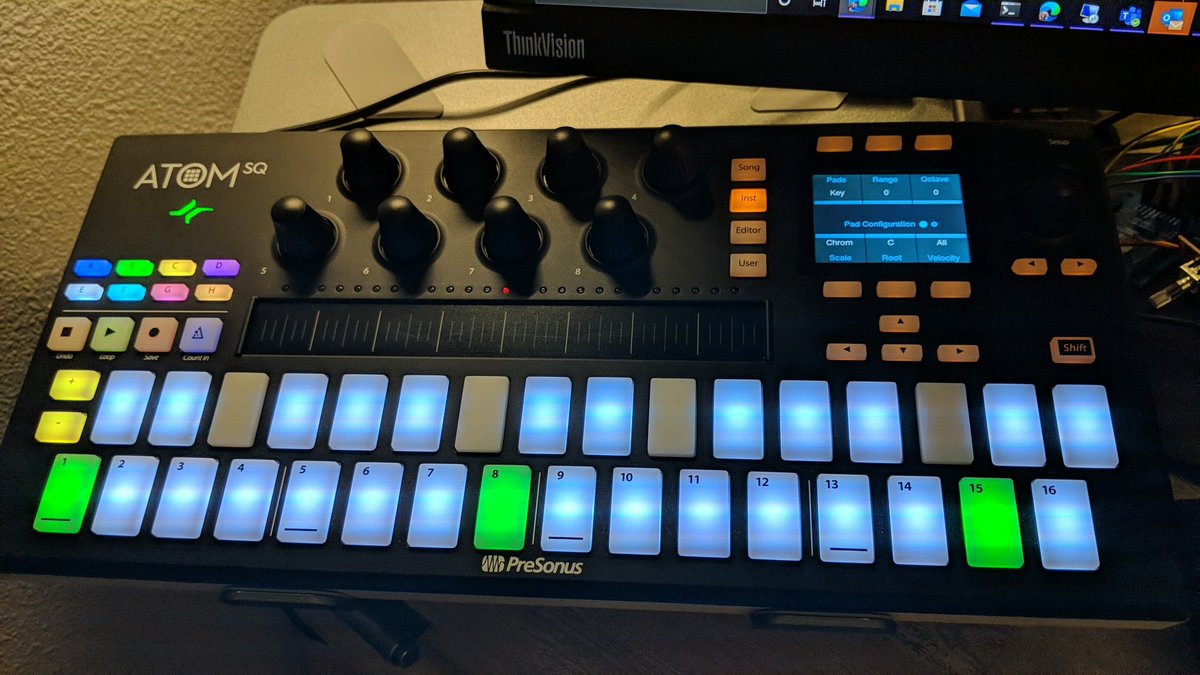 ThinkVision
Setup
ATOM SQ
1 2 3 4
5 6 7 8
Song
Inst
Editor
User
Pads Range Octave
Key 0 0
Pad Configuration
Chrom C All
Scale Root Velocity
A B C D
E F G H
Undo Loop Save Count In
Shift
+
-
1 2 3 4 5 6 7 8 9 10 11 12 13 14 15 16
PreSonus